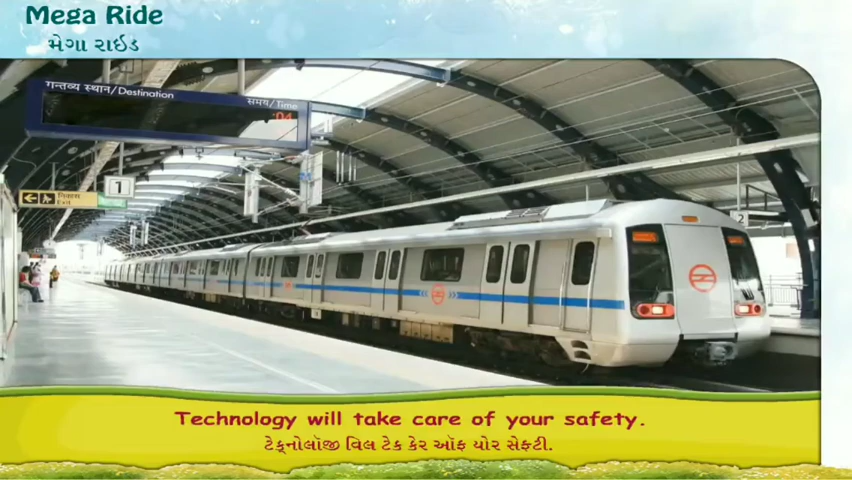 Mega Ride
મેગા રાઇડ
गन्तव्य स्थान/Destination
समय/Time
04
1
निकास
Exit
2
Technology will take care of your safety.
ટેક્નોલૉજી વિલ ટેક કેર ઑફ યોર સેફ્ટી.